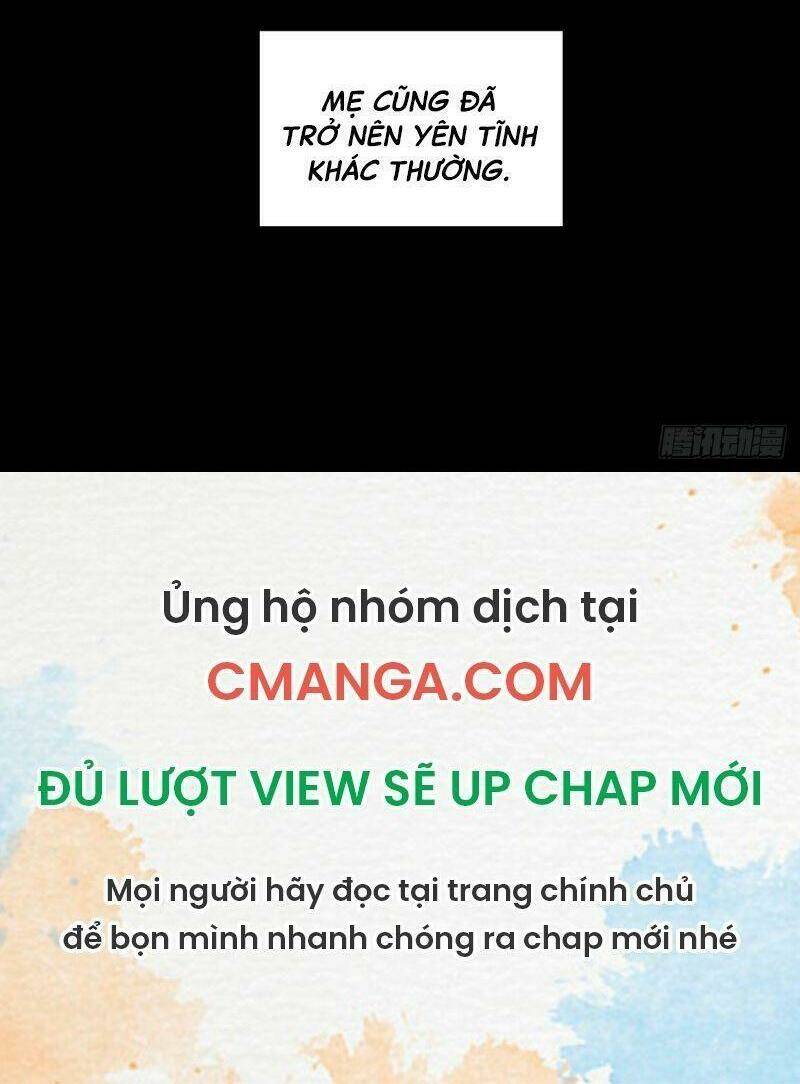 MẸ CŨNG ĐÃ
TRỞ NÊN YÊN TĨNH
KHÁC THƯỜNG.
腾讯动漫
Ủng hộ nhóm dịch tại
CMANGA.COM
ĐỦ LƯỢT VIEW SẼ UP CHAP MỚI
Mọi người hãy đọc tại trang chính chủ
để bọn mình nhanh chóng ra chap mới nhé